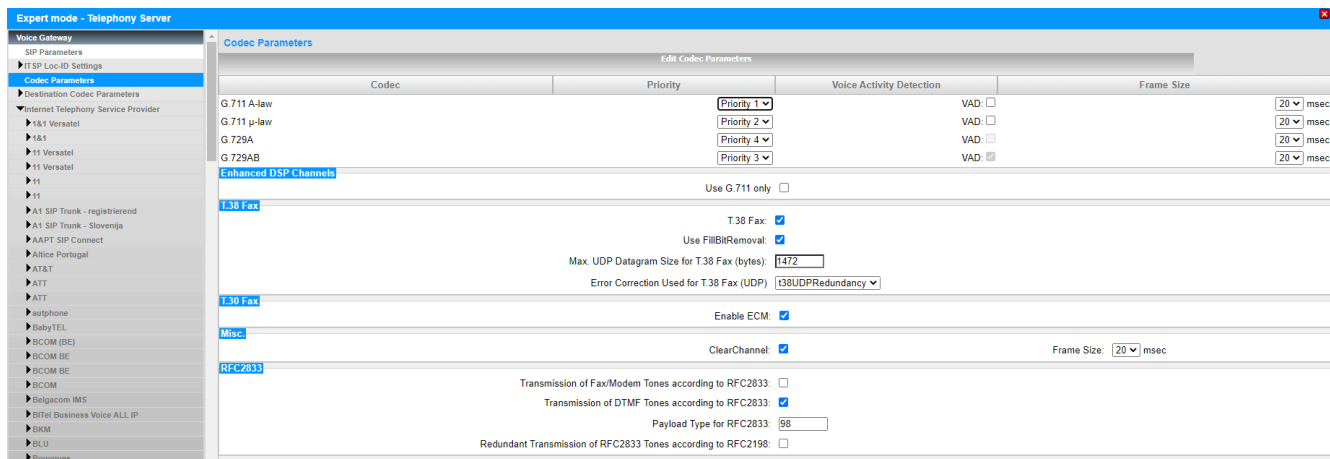 Expert mode - Telephony Server
Voice Gateway
SIP Parameters
ITSP Loc-ID Settings
Codec Parameters
Destination Codec Parameters
Internet Telephony Service Provider
1&1 Versatel
1&1
11 Versatel
11 Versatel
11
11
A1 SIP Trunk - registrierend
A1 SIP Trunk - Slovenija
AAPT SIP Connect
Altice Portugal
AT&T
ATT
ATT
autphone
BabyTEL
BCOM (BE)
BCOM BE
BCOM BE
BCOM
Belgacom IMS
BITel Business Voice ALL IP
BKM
BLU
Codec Parameters
Edit Codec Parameters
Codec Priority Voice Activity Detection Frame Size
G.711 A-law Priority 1 VAD: 20 msec
G.711 µ-law Priority 2 VAD: 20 msec
G.729A Priority 4 VAD: 20 msec
G.729AB Priority 3 VAD: 20 msec
Enhanced DSP Channels
Use G.711 only
T.38 Fax
T.38 Fax:
Use FillBitRemoval:
Max. UDP Datagram Size for T.38 Fax (bytes): 1472
Error Correction Used for T.38 Fax (UDP) t38UDPRedundancy
T.30 Fax
Enable ECM:
Misc.
ClearChannel: Frame Size: 20 msec
RFC2833
Transmission of Fax/Modem Tones according to RFC2833:
Transmission of DTMF Tones according to RFC2833:
Payload Type for RFC2833: 98
Redundant Transmission of RFC2833 Tones according to RFC2198: